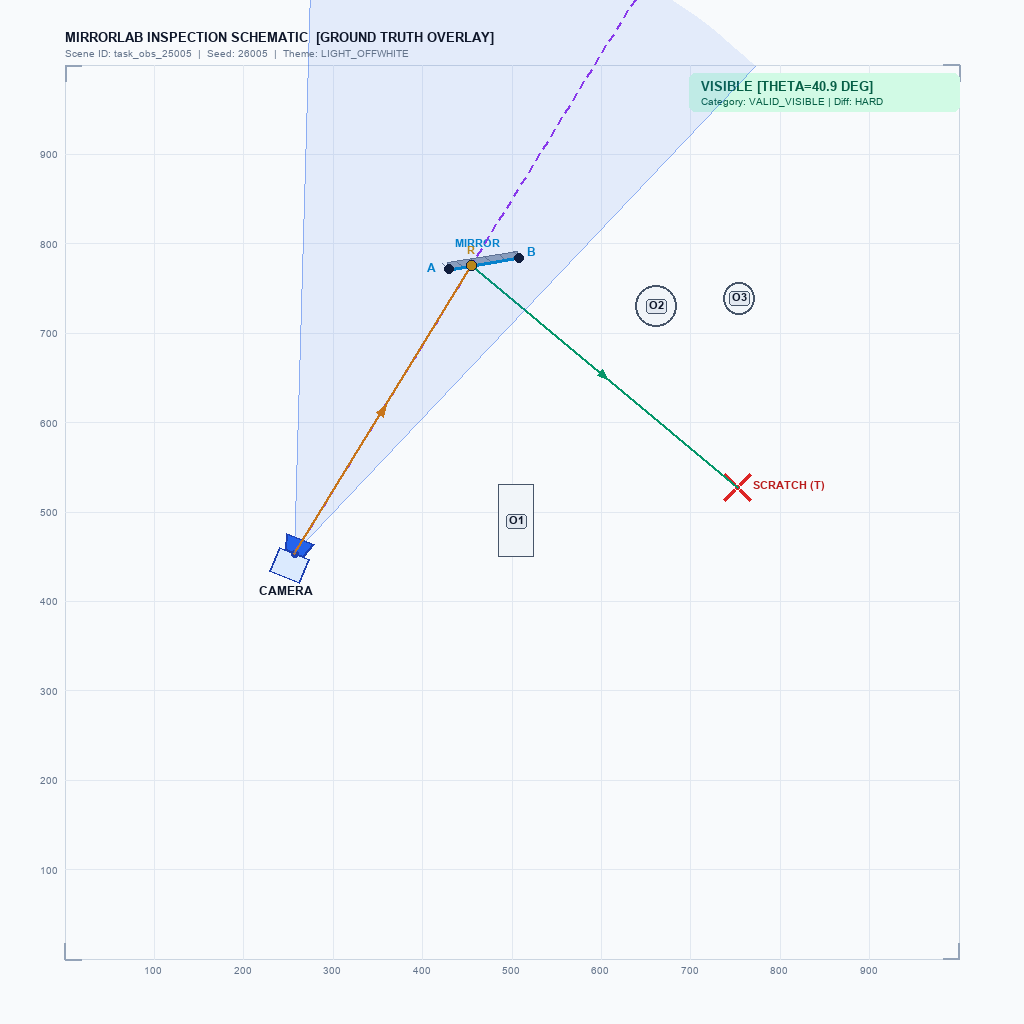 MIRRORLAB INSPECTION SCHEMATIC  [GROUND TRUTH OVERLAY]
Scene ID: task_obs_25005  |  Seed: 26005  |  Theme: LIGHT_OFFWHITE
VISIBLE [THETA=40.9 DEG]
Category: VALID_VISIBLE | Diff: HARD
900
800
MIRROR
R
A
B
O2
O3
700
600
SCRATCH (T)
500
O1
CAMERA
400
300
200
100
100 200 300 400 500 600 700 800 900